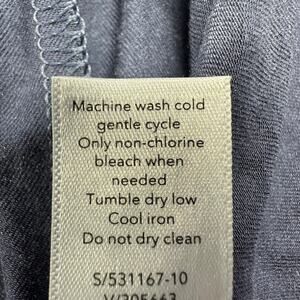 Machine wash cold
gentle cycle
Only non-chlorine
bleach when
needed
Tumble dry low
Cool iron
Do not dry clean
S/531167-10
V/205663